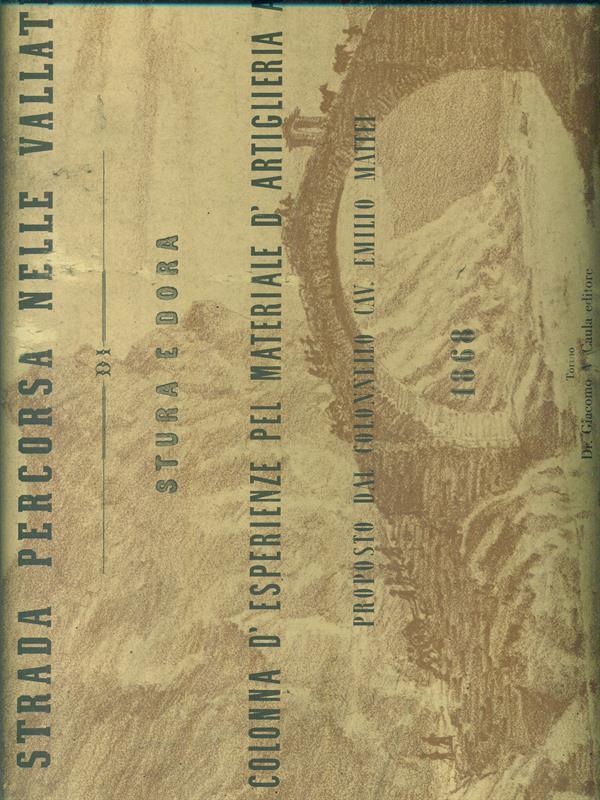 STRADA PERCORSA NELLE VALLATI
DI
STURA E DORA
COLONNA D' ESPERIENZE PEL MATERIALE D' ARTIGLIERIA A
PROPOSTO DAL COLONNELLO CAV. EMILIO MATTEI
1868
TORINO
Dr. Giacomo A. Caula editore